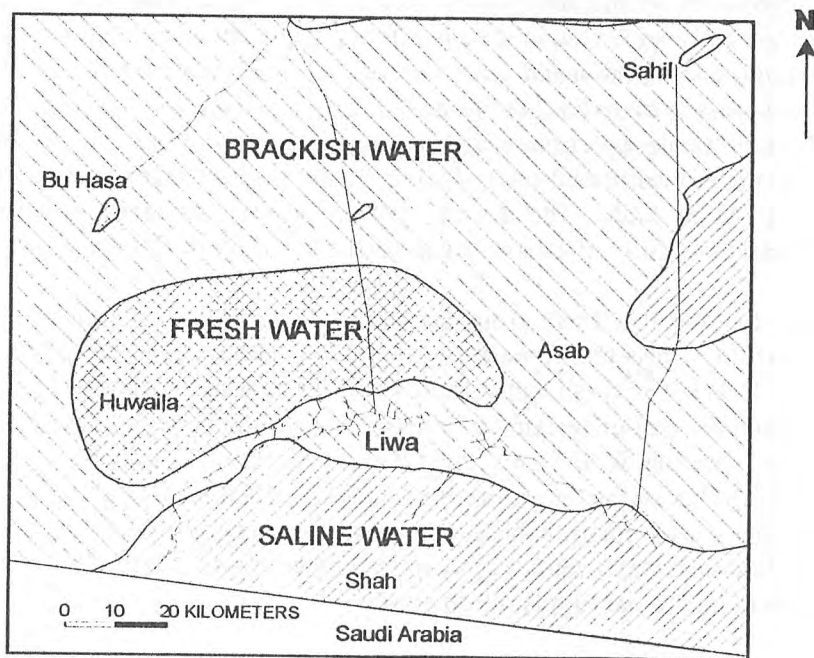 N
Sahil
BRACKISH WATER
Bu Hasa
FRESH WATER
Asab
Huwaila
Liwa
SALINE WATER
Shah
0 10 20 KILOMETERS
Saudi Arabia